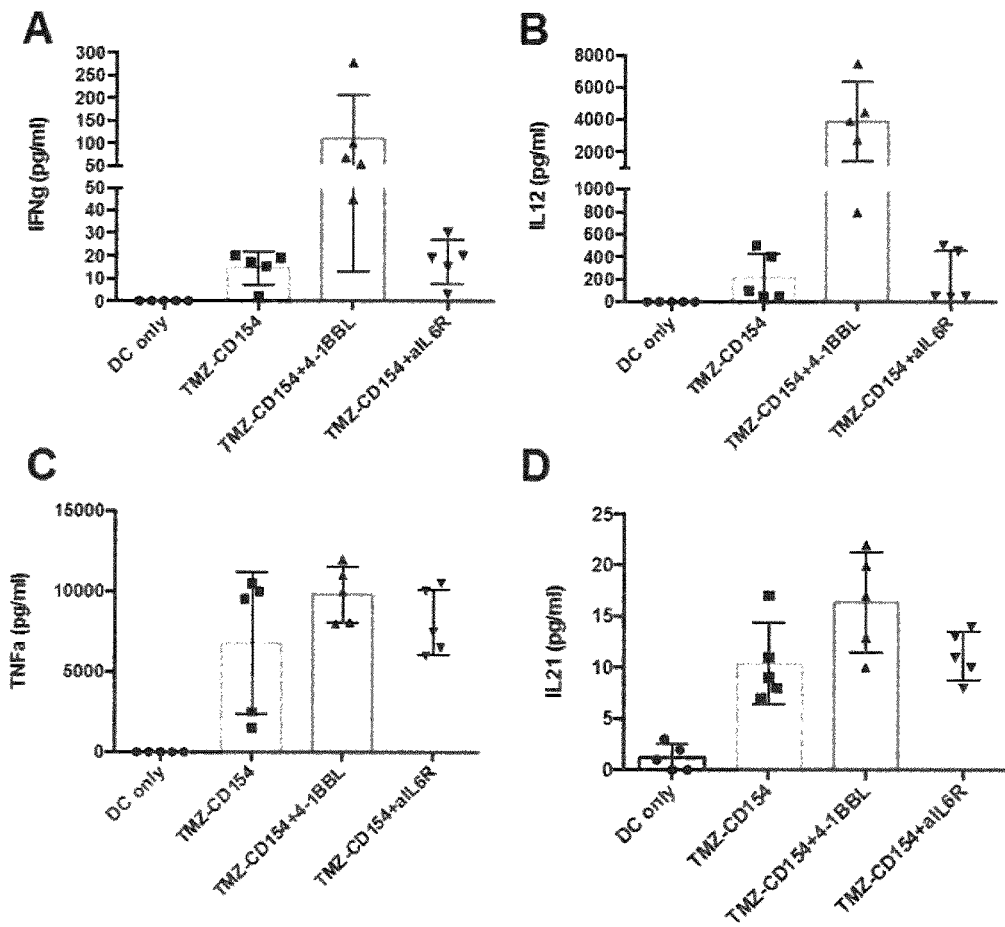 A
IFNg (pg/ml)
300
250
200
150
100
50
50
40
30
20
10
0
DC only
TMZ-CD154
TMZ-CD154+4-1BBL
TMZ-CD154+aIL6R
B
IL12 (pg/ml)
8000
6000
4000
2000
1000
800
600
400
200
0
DC only
TMZ-CD154
TMZ-CD154+4-1BBL
TMZ-CD154+aIL6R
C
TNFa (pg/ml)
15000
10000
5000
0
DC only
TMZ-CD154
TMZ-CD154+4-1BBL
TMZ-CD154+aIL6R
D
IL21 (pg/ml)
25
20
15
10
5
0
DC only
TMZ-CD154
TMZ-CD154+4-1BBL
TMZ-CD154+aIL6R